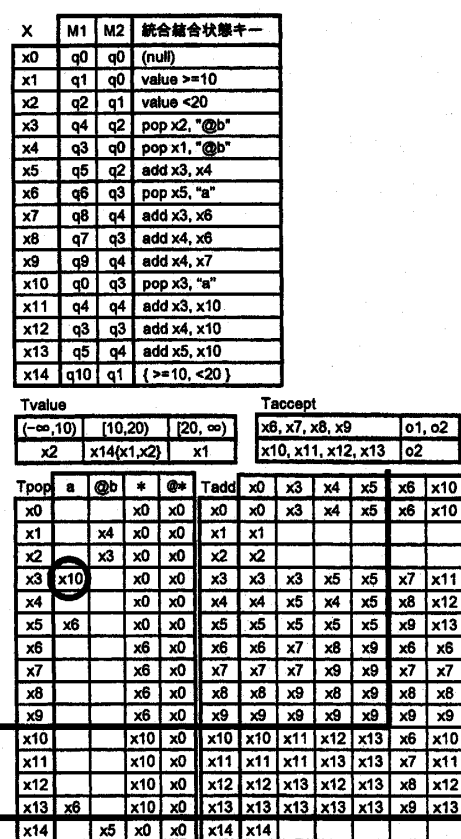 X M1 M2 統合結合状態キー
x0 q0 q0 (null)
x1 q1 q0 value >=10
x2 q2 q1 value <20
x3 q4 q2 pop x2, "@b"
x4 q3 q0 pop x1, "@b"
x5 q5 q2 add x3, x4
x6 q6 q3 pop x5, "a"
x7 q8 q4 add x3, x6
x8 q7 q3 add x4, x6
x9 q9 q4 add x4, x7
x10 q0 q3 pop x3, "a"
x11 q4 q4 add x3, x10
x12 q3 q3 add x4, x10
x13 q5 q4 add x5, x10
x14 q10 q1 { >=10, <20 }
Tvalue
(-∞,10) [10,20) [20, ∞)
x2 x14{x1,x2} x1
Taccept
x6, x7, x8, x9 o1, o2
x10, x11, x12, x13 o2
Tpop a @b * @*
x0 x0 x0
x1 x4 x0 x0
x2 x3 x0 x0
x3 x10 x0 x0
x4 x0 x0
x5 x6 x0 x0
x6 x6 x0
x7 x6 x0
x8 x6 x0
x9 x6 x0
x10 x10 x0
x11 x10 x0
x12 x10 x0
x13 x6 x10 x0
x14 x5 x0 x0
Tadd x0 x3 x4 x5 x6 x10
x0 x0 x3 x4 x5 x6 x10
x1 x1
x2 x2
x3 x3 x3 x5 x5 x7 x11
x4 x4 x5 x4 x5 x8 x12
x5 x5 x5 x5 x5 x9 x13
x6 x6 x7 x8 x9 x6 x6
x7 x7 x7 x9 x9 x7 x7
x8 x8 x9 x8 x9 x8 x8
x9 x9 x9 x9 x9 x9 x9
x10 x10 x11 x12 x13 x6 x10
x11 x11 x11 x13 x13 x7 x11
x12 x12 x13 x12 x13 x8 x12
x13 x13 x13 x13 x13 x9 x13
x14 x14